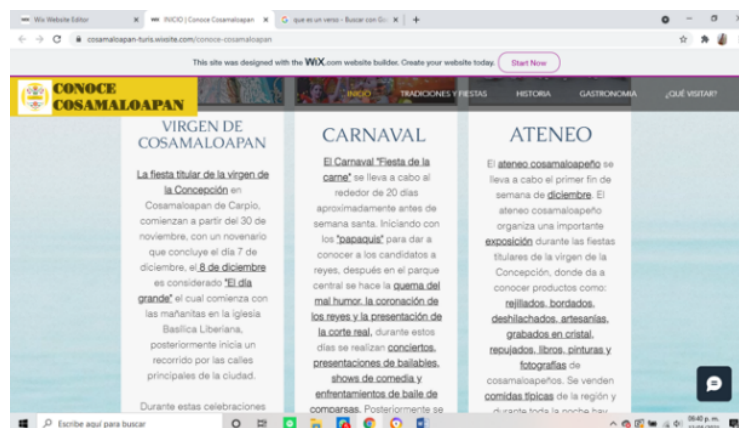 Wix Website Editor
INICIO | Conoce Cosamaloapan
que es un verso - Buscar con Go
cosamaloapan-turis.wixsite.com/conoce-cosamaloapan
This site was designed with the WiX.com website builder. Create your website today. Start Now
CONOCE
COSAMALOAPAN
INICIO TRADICIONES Y FIESTAS HISTORIA GASTRONOMIA ¿QUÉ VISITAR?
VIRGEN DE
COSAMALOAPAN
La fiesta titular de la virgen de
la Concepción en
Cosamaloapan de Carpio,
comienzan a partir del 30 de
noviembre, con un novenario
que concluye el día 7 de
diciembre, el 8 de diciembre
es considerado "El día
grande" el cual comienza con
las mañanitas en la iglesia
Basílica Liberiana,
posteriormente inicia un
recorrido por las calles
principales de la ciudad.
Durante estas celebraciones
CARNAVAL
El Carnaval "Fiesta de la
carne" se lleva a cabo al
rededor de 20 días
aproximadamente antes de
semana santa. Iniciando con
los "papaquis" para dar a
conocer a los candidatos a
reyes, después en el parque
central se hace la quema del
mal humor, la coronación de
los reyes y la presentación de
la corte real, durante estos
días se realizan conciertos,
presentaciones de bailables,
shows de comedia y
enfrentamientos de baile de
comparsas. Posteriormente se
ATENEO
El ateneo cosamaloapeño se
lleva a cabo el primer fin de
semana de diciembre. El
ateneo cosamaloapeño
organiza una importante
exposición durante las fiestas
titulares de la virgen de la
Concepción, donde da a
conocer productos como:
rejillados, bordados,
deshilachados, artesanías,
grabados en cristal,
repujados, libros, pinturas y
fotografías de
cosamaloapeños. Se venden
comidas típicas de la región y
durante toda la noche hay
Escribe aquí para buscar
06:40 p. m.